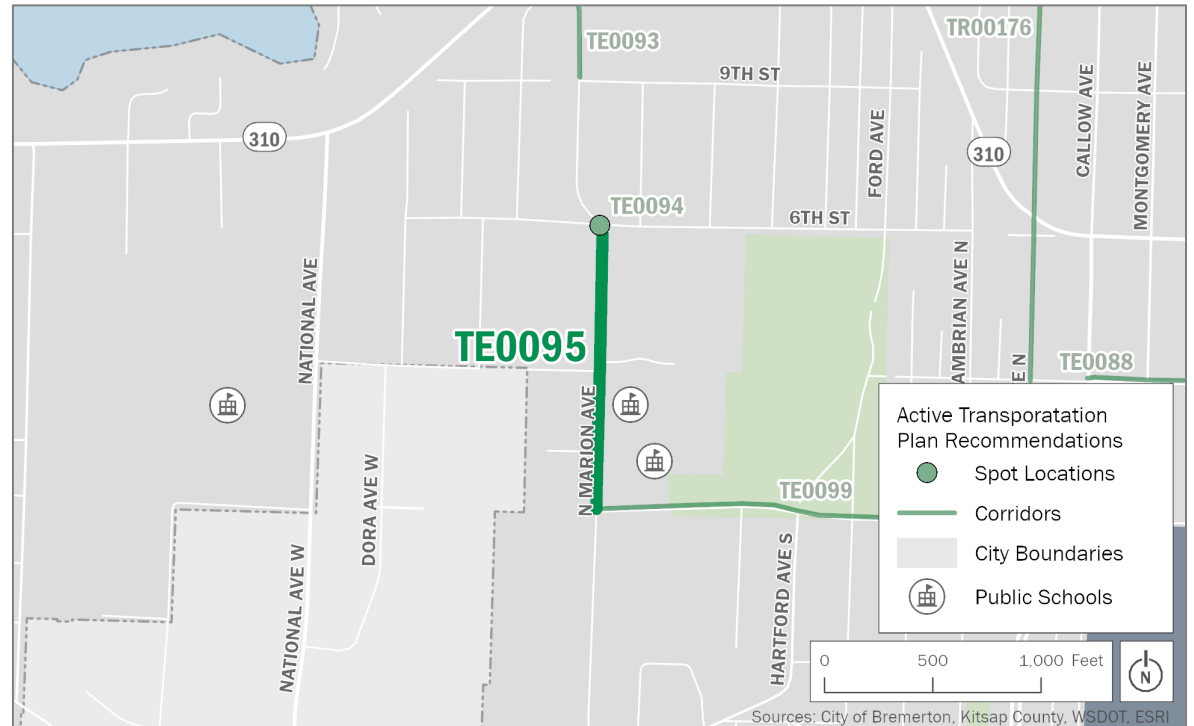 TE0093
TR00176
9TH ST
310
310
CALLOW AVE
MONTGOMERY AVE
FORD AVE
TE0094
6TH ST
NATIONAL AVE
AMBRIAN AVE N
TE0095
E N
TE0088
N MARION AVE
DORA AVE W
TE0099
NATIONAL AVE W
HARTFORD AVE S
Active Transporatation
Plan Recommendations
Spot Locations
Corridors
City Boundaries
Public Schools
0 500 1,000 Feet
N
Sources: City of Bremerton, Kitsap County, WSDOT, ESRI